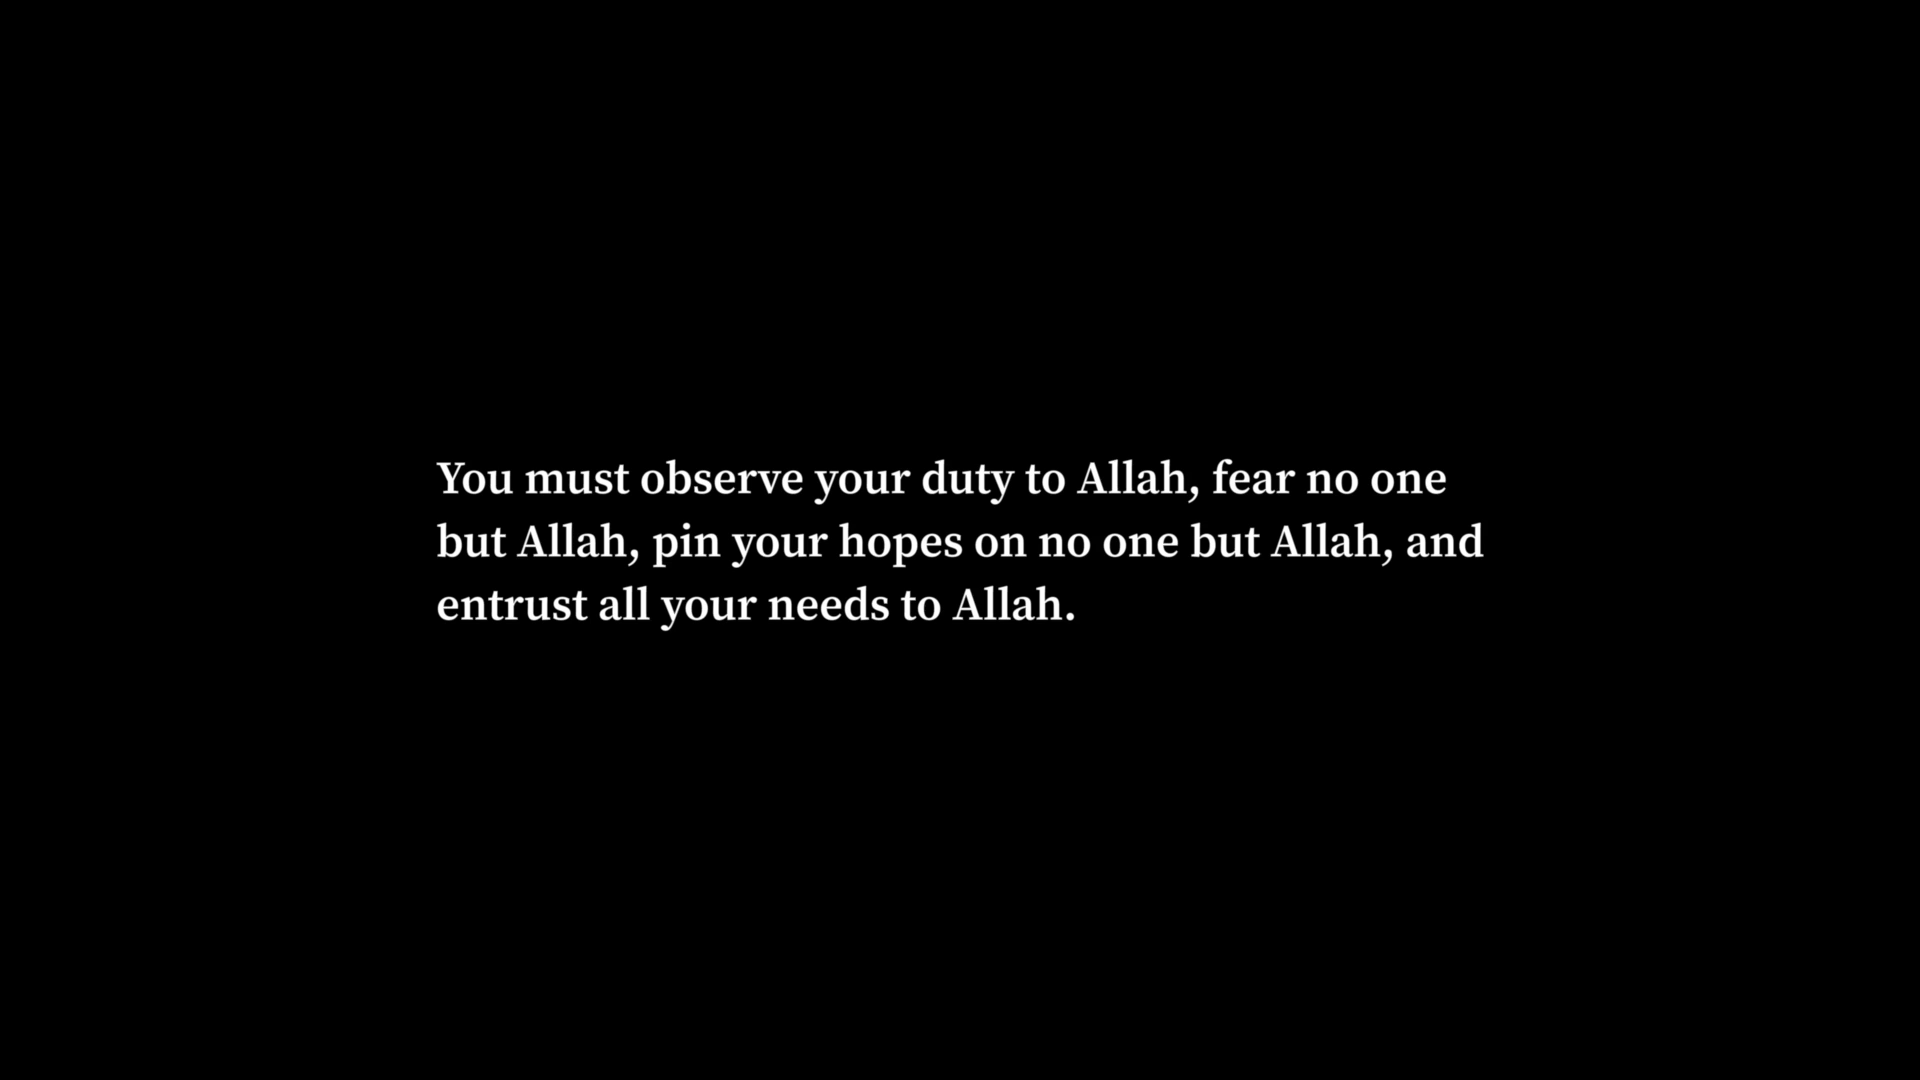 You must observe your duty to Allah, fear no one
but Allah, pin your hopes on no one but Allah, and
entrust all your needs to Allah.